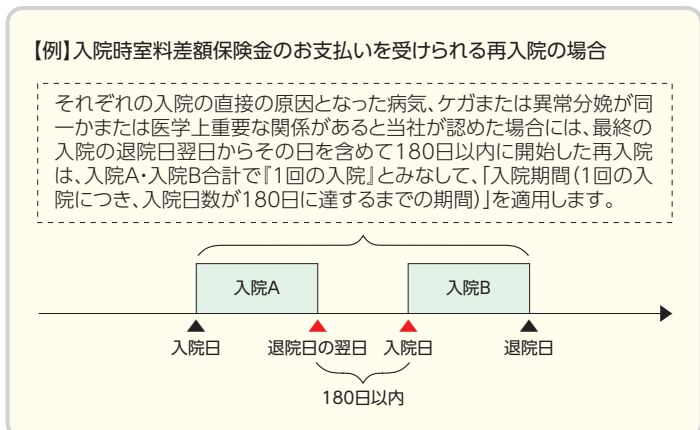 【例】入院時室料差額保険金のお支払いを受けられる再入院の場合
それぞれの入院の直接の原因となった病気、ケガまたは異常分娩が同
一かまたは医学上重要な関係があると当社が認めた場合には、最終の
入院の退院日翌日からその日を含めて180日以内に開始した再入院
は、入院A・入院B合計で『1回の入院』とみなして、「入院期間（1回の入
院につき、入院日数が180日に達するまでの期間）」を適用します。
入院A 入院B
入院日 退院日の翌日 入院日 退院日
180日以内